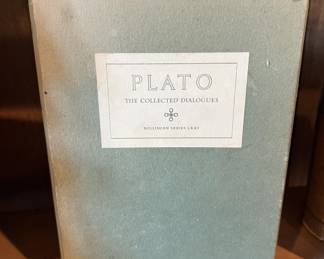 PLATO
THE COLLECTED DIALOGUES
BOLLINGEN SERIES LXXI